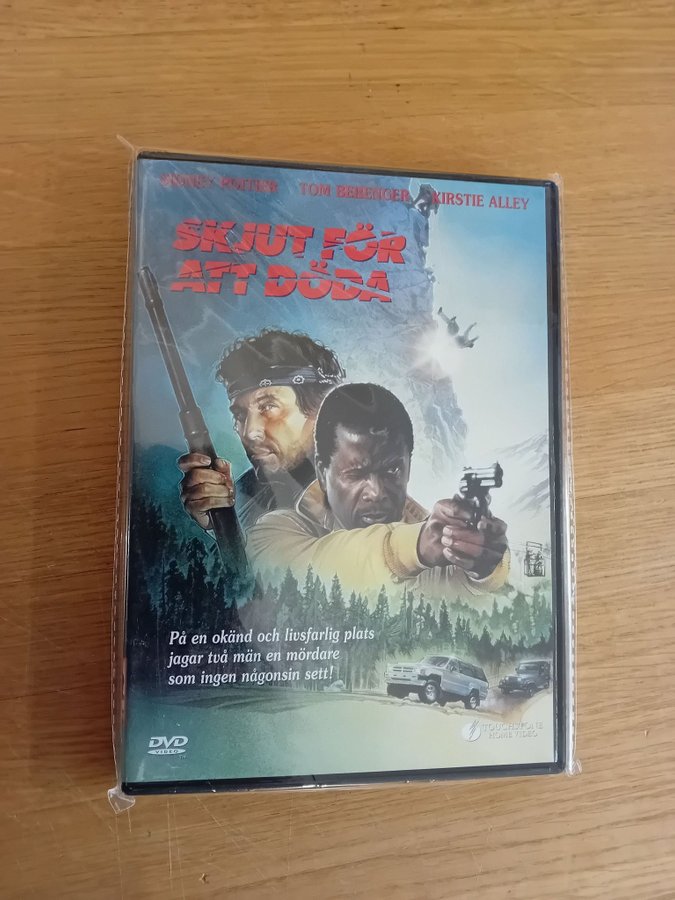 SIDNEY POITIER TOM BERENGER KIRSTIE ALLEY
SKJUT FÖR
ATT DÖDA
På en okänd och livsfarlig plats
jagar två män en mördare
som ingen någonsin sett!
DVD
VIDEO
TM
TOUCHSTONE
HOME VIDEO